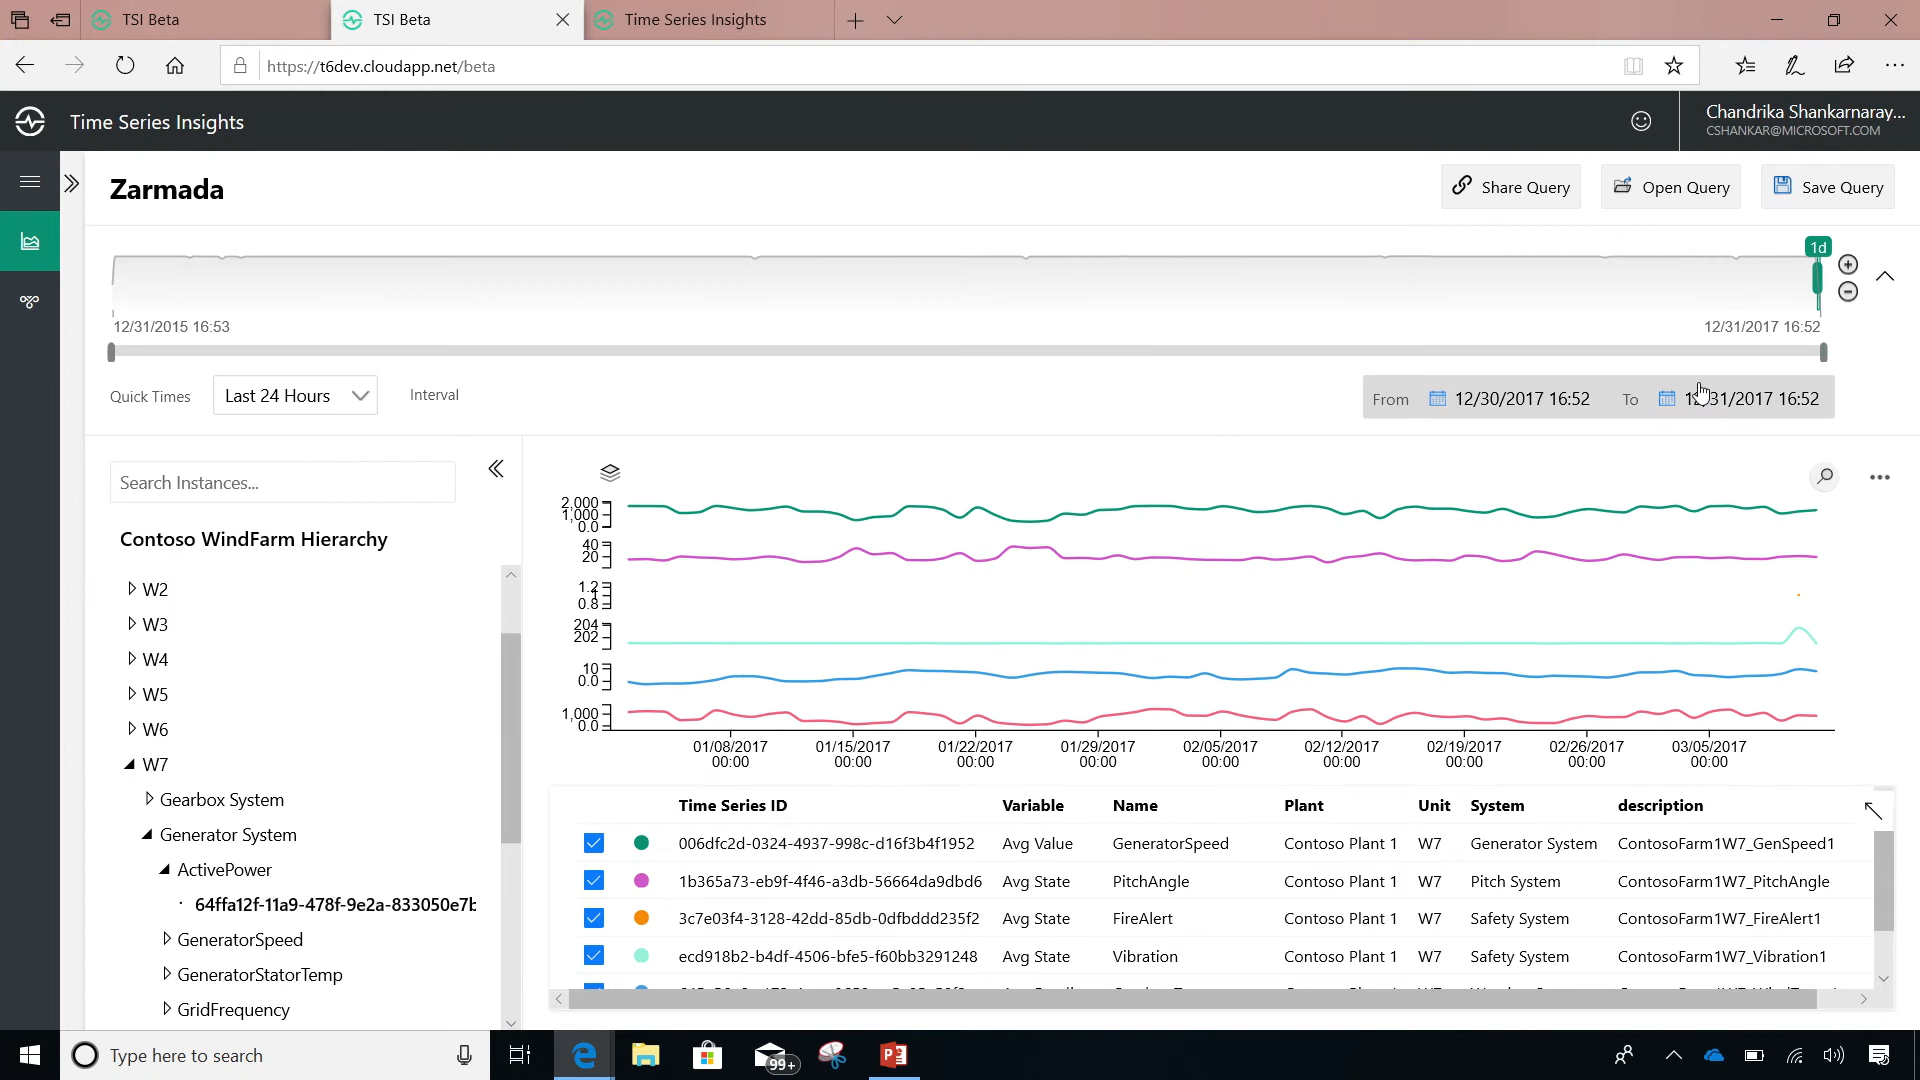 TSI Beta
TSI Beta
Time Series Insights
https://t6dev.cloudapp.net/beta
Time Series Insights
Chandrika Shankarnaray...
CSHANKAR@MICROSOFT.COM
Zarmada
Share Query
Open Query
Save Query
1d
12/31/2015 16:53
12/31/2017 16:52
Quick Times
Last 24 Hours
Interval
From
12/30/2017 16:52
To
12/31/2017 16:52
Search Instances...
Contoso WindFarm Hierarchy
W2
W3
W4
W5
W6
W7
Gearbox System
Generator System
ActivePower
64ffa12f-11a9-478f-9e2a-833050e7b
GeneratorSpeed
GeneratorStatorTemp
GridFrequency
2,000
1,000
0.0
40
20
1.2
1
0.8
204
202
10
0.0
1,000
0.0
01/08/2017 01/15/2017 01/22/2017 01/29/2017 02/05/2017 02/12/2017 02/19/2017 02/26/2017 03/05/2017
00:00 00:00 00:00 00:00 00:00 00:00 00:00 00:00 00:00
Time Series ID Variable Name Plant Unit System description
006dfc2d-0324-4937-998c-d16f3b4f1952 Avg Value GeneratorSpeed Contoso Plant 1 W7 Generator System ContosoFarm1W7_GenSpeed1
1b365a73-eb9f-4f46-a3db-56664da9dbd6 Avg State PitchAngle Contoso Plant 1 W7 Pitch System ContosoFarm1W7_PitchAngle
3c7e03f4-3128-42dd-85db-0dfbddd235f2 Avg State FireAlert Contoso Plant 1 W7 Safety System ContosoFarm1W7_FireAlert1
ecd918b2-b4df-4506-bfe5-f60bb3291248 Avg State Vibration Contoso Plant 1 W7 Safety System ContosoFarm1W7_Vibration1
Type here to search
99+